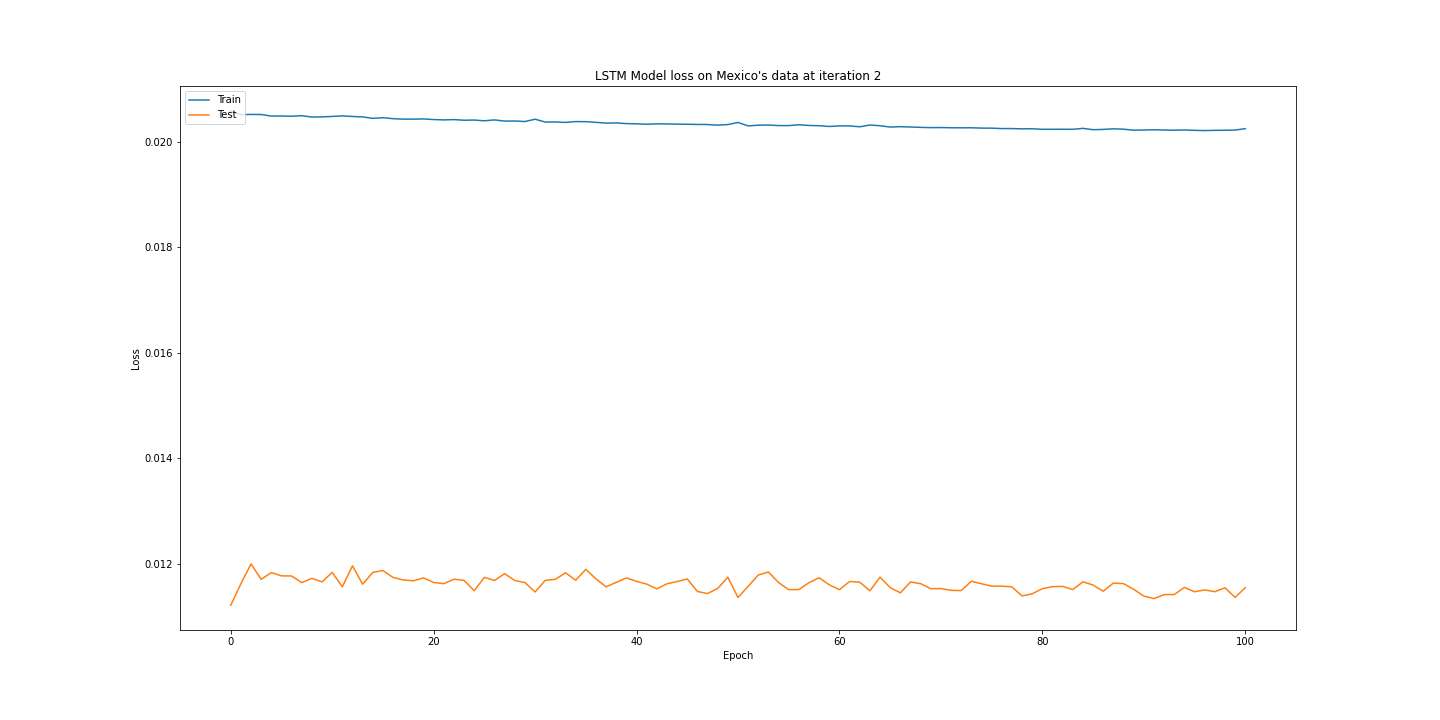 LSTM Model loss on Mexico's data at iteration 2
Train
Test
0.020
0.018
0.016
0.014
0.012
Loss
0 20 40 60 80 100
Epoch